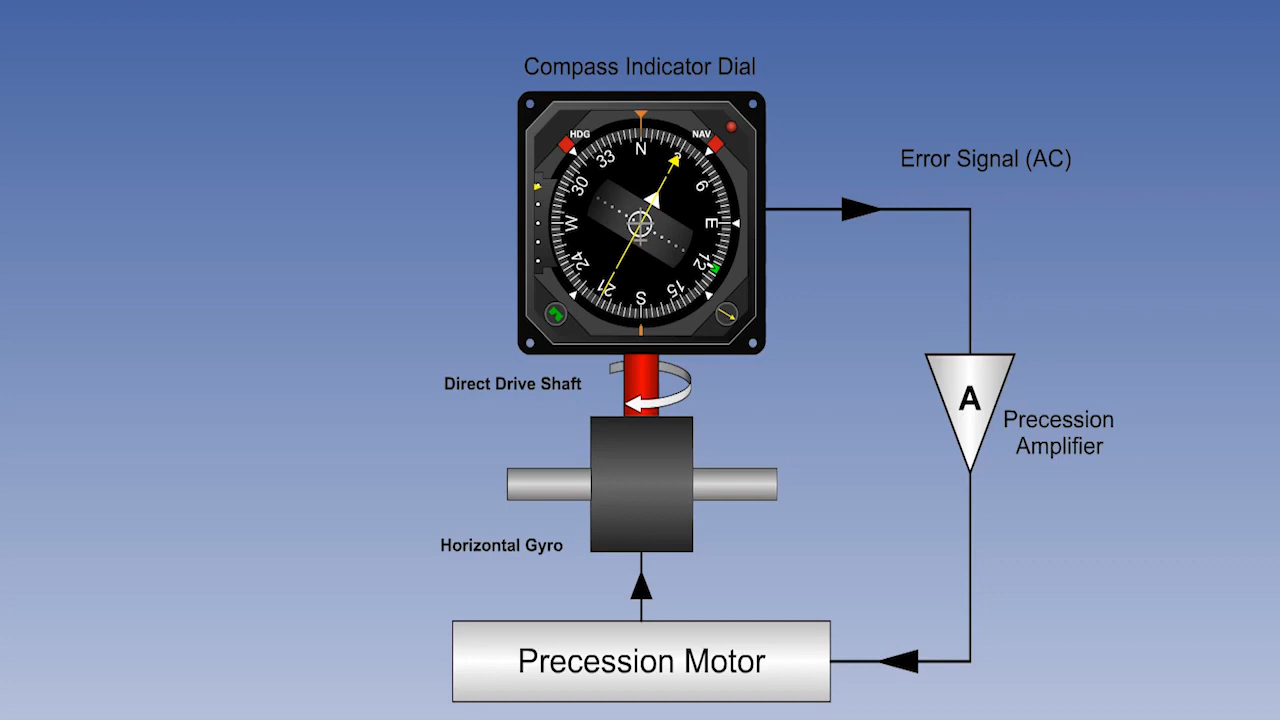 Compass Indicator Dial
HDG
NAV
N
3
33
30
6
W
E
24
12
21
15
S
Error Signal (AC)
Direct Drive Shaft
A
Precession
Amplifier
Horizontal Gyro
Precession Motor